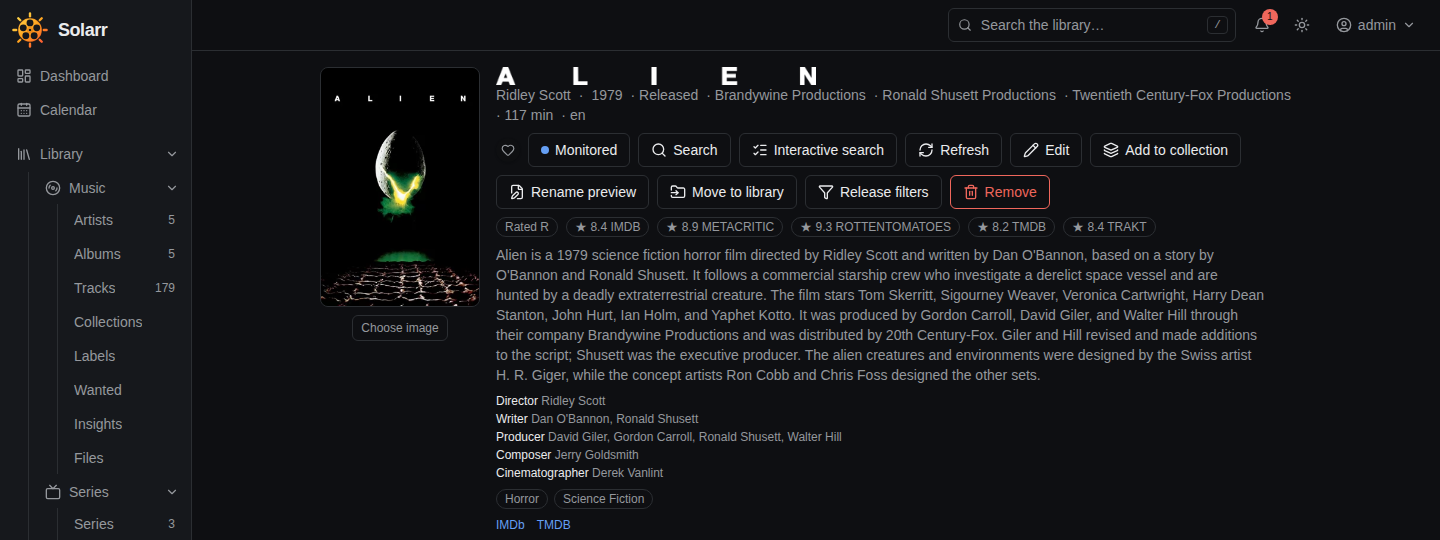 Solarr
Search the library…
/
1
admin
Dashboard
Calendar
Library
Music
Artists 5
Albums 5
Tracks 179
Collections
Labels
Wanted
Insights
Files
Series
Series 3
A L I E N
Choose image
A L I E N
Ridley Scott · 1979 · Released · Brandywine Productions · Ronald Shusett Productions · Twentieth Century-Fox Productions
· 117 min · en
Monitored Search Interactive search Refresh Edit Add to collection
Rename preview Move to library Release filters Remove
Rated R ★ 8.4 IMDB ★ 8.9 METACRITIC ★ 9.3 ROTTENTOMATOES ★ 8.2 TMDB ★ 8.4 TRAKT
Alien is a 1979 science fiction horror film directed by Ridley Scott and written by Dan O'Bannon, based on a story by
O'Bannon and Ronald Shusett. It follows a commercial starship crew who investigate a derelict space vessel and are
hunted by a deadly extraterrestrial creature. The film stars Tom Skerritt, Sigourney Weaver, Veronica Cartwright, Harry Dean
Stanton, John Hurt, Ian Holm, and Yaphet Kotto. It was produced by Gordon Carroll, David Giler, and Walter Hill through
their company Brandywine Productions and was distributed by 20th Century-Fox. Giler and Hill revised and made additions
to the script; Shusett was the executive producer. The alien creatures and environments were designed by the Swiss artist
H. R. Giger, while the concept artists Ron Cobb and Chris Foss designed the other sets.
Director Ridley Scott
Writer Dan O'Bannon, Ronald Shusett
Producer David Giler, Gordon Carroll, Ronald Shusett, Walter Hill
Composer Jerry Goldsmith
Cinematographer Derek Vanlint
Horror Science Fiction
IMDb TMDB